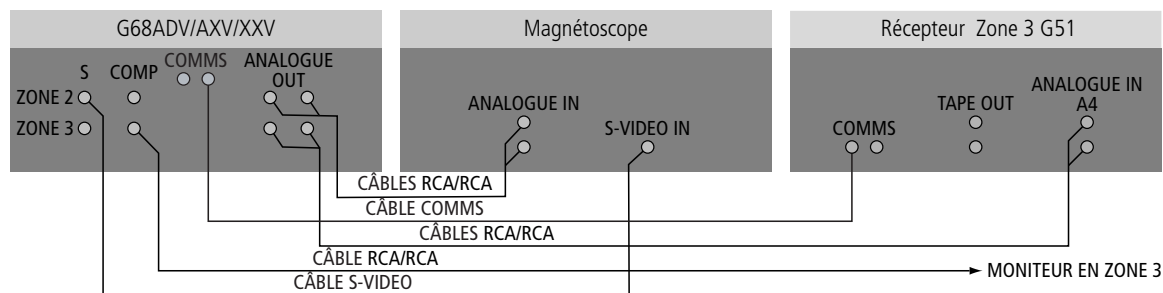 G68ADV/AXV/XXV
Magnétoscope
Récepteur Zone 3 G51
S
COMP
COMMS
ANALOGUE
OUT
ZONE 2
ZONE 3
ANALOGUE IN
S-VIDEO IN
COMMS
TAPE OUT
ANALOGUE IN
A4
CÂBLES RCA/RCA
CÂBLE COMMS
CÂBLES RCA/RCA
CÂBLE RCA/RCA
MONITEUR EN ZONE 3
CÂBLE S-VIDEO